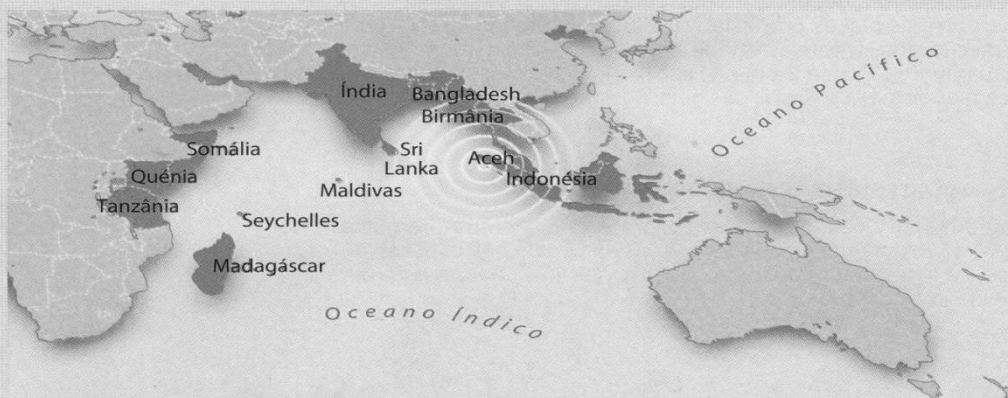 Oceano Pacífico
Índia
Bangladesh
Birmânia
Somália
Sri
Lanka
Aceh
Quénia
Indonésia
Maldivas
Tanzânia
Seychelles
Madagáscar
Oceano Índico